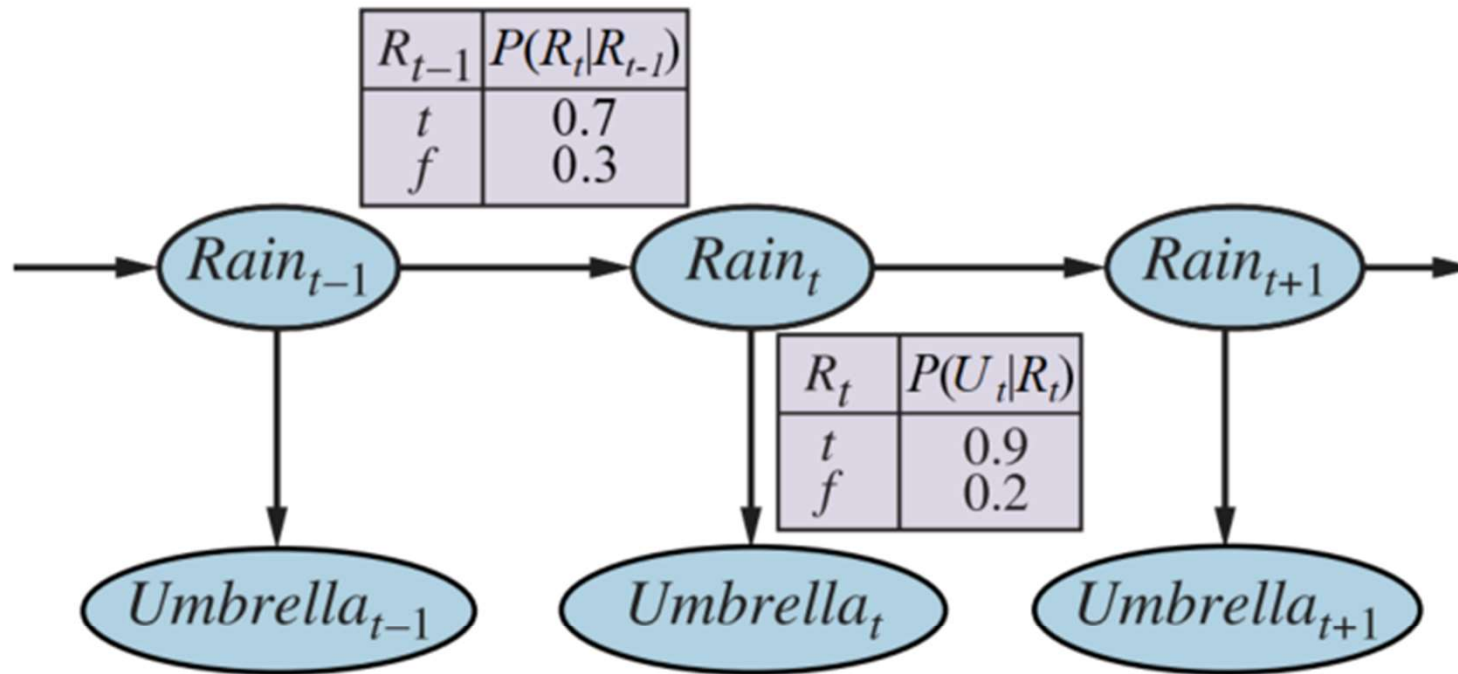 R_{t−1} P(R_t|R_{t-1})
t 0.7
f 0.3
Rain_{t−1} Rain_t Rain_{t+1}
R_t P(U_t|R_t)
t 0.9
f 0.2
Umbrella_{t−1} Umbrella_t Umbrella_{t+1}